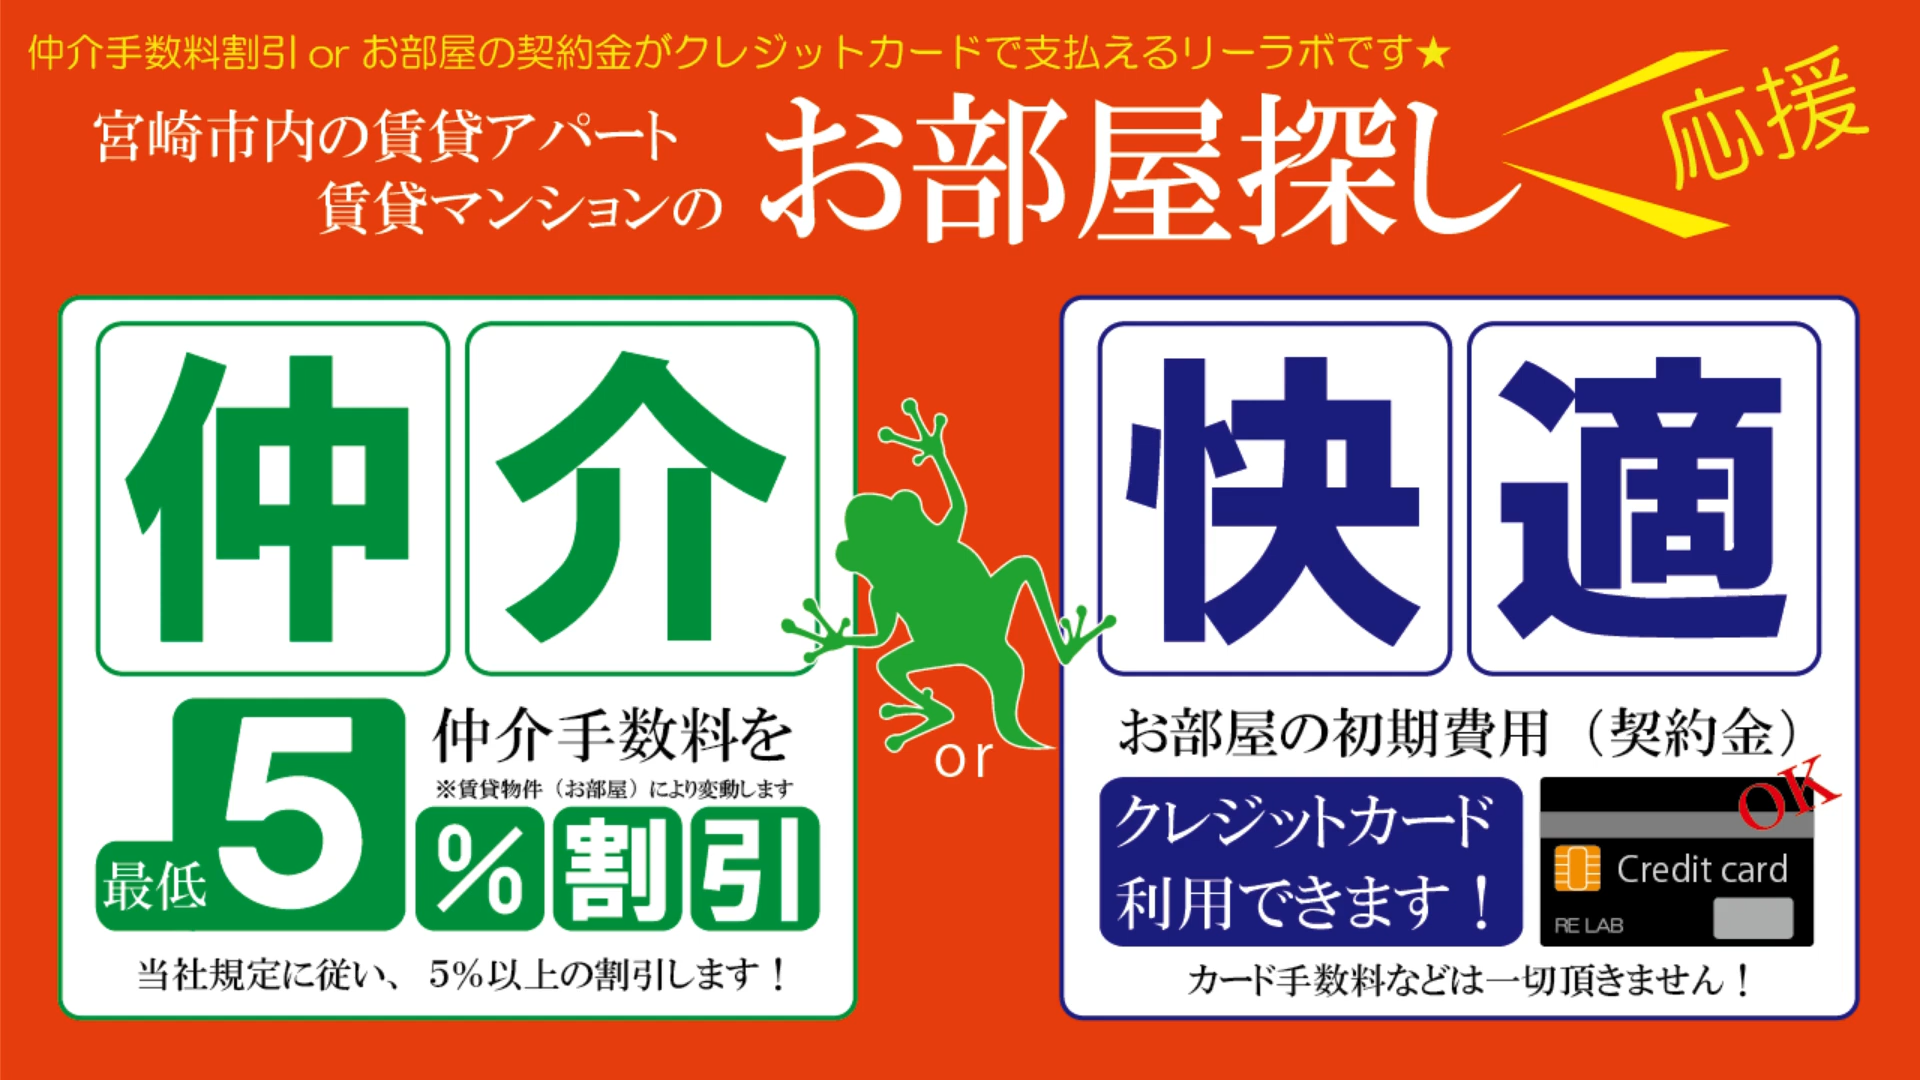 仲介手数料割引 or お部屋の契約金がクレジットカードで支払えるリーラボです★
宮崎市内の賃貸アパート
賃貸マンションの
お部屋探し
応援
仲介
最低5
仲介手数料を
※賃貸物件（お部屋）により変動します
%割引
当社規定に従い、5%以上の割引します！
or
快適
お部屋の初期費用（契約金）
クレジットカード
利用できます！
OK
Credit card
RE LAB
カード手数料などは一切頂きません！